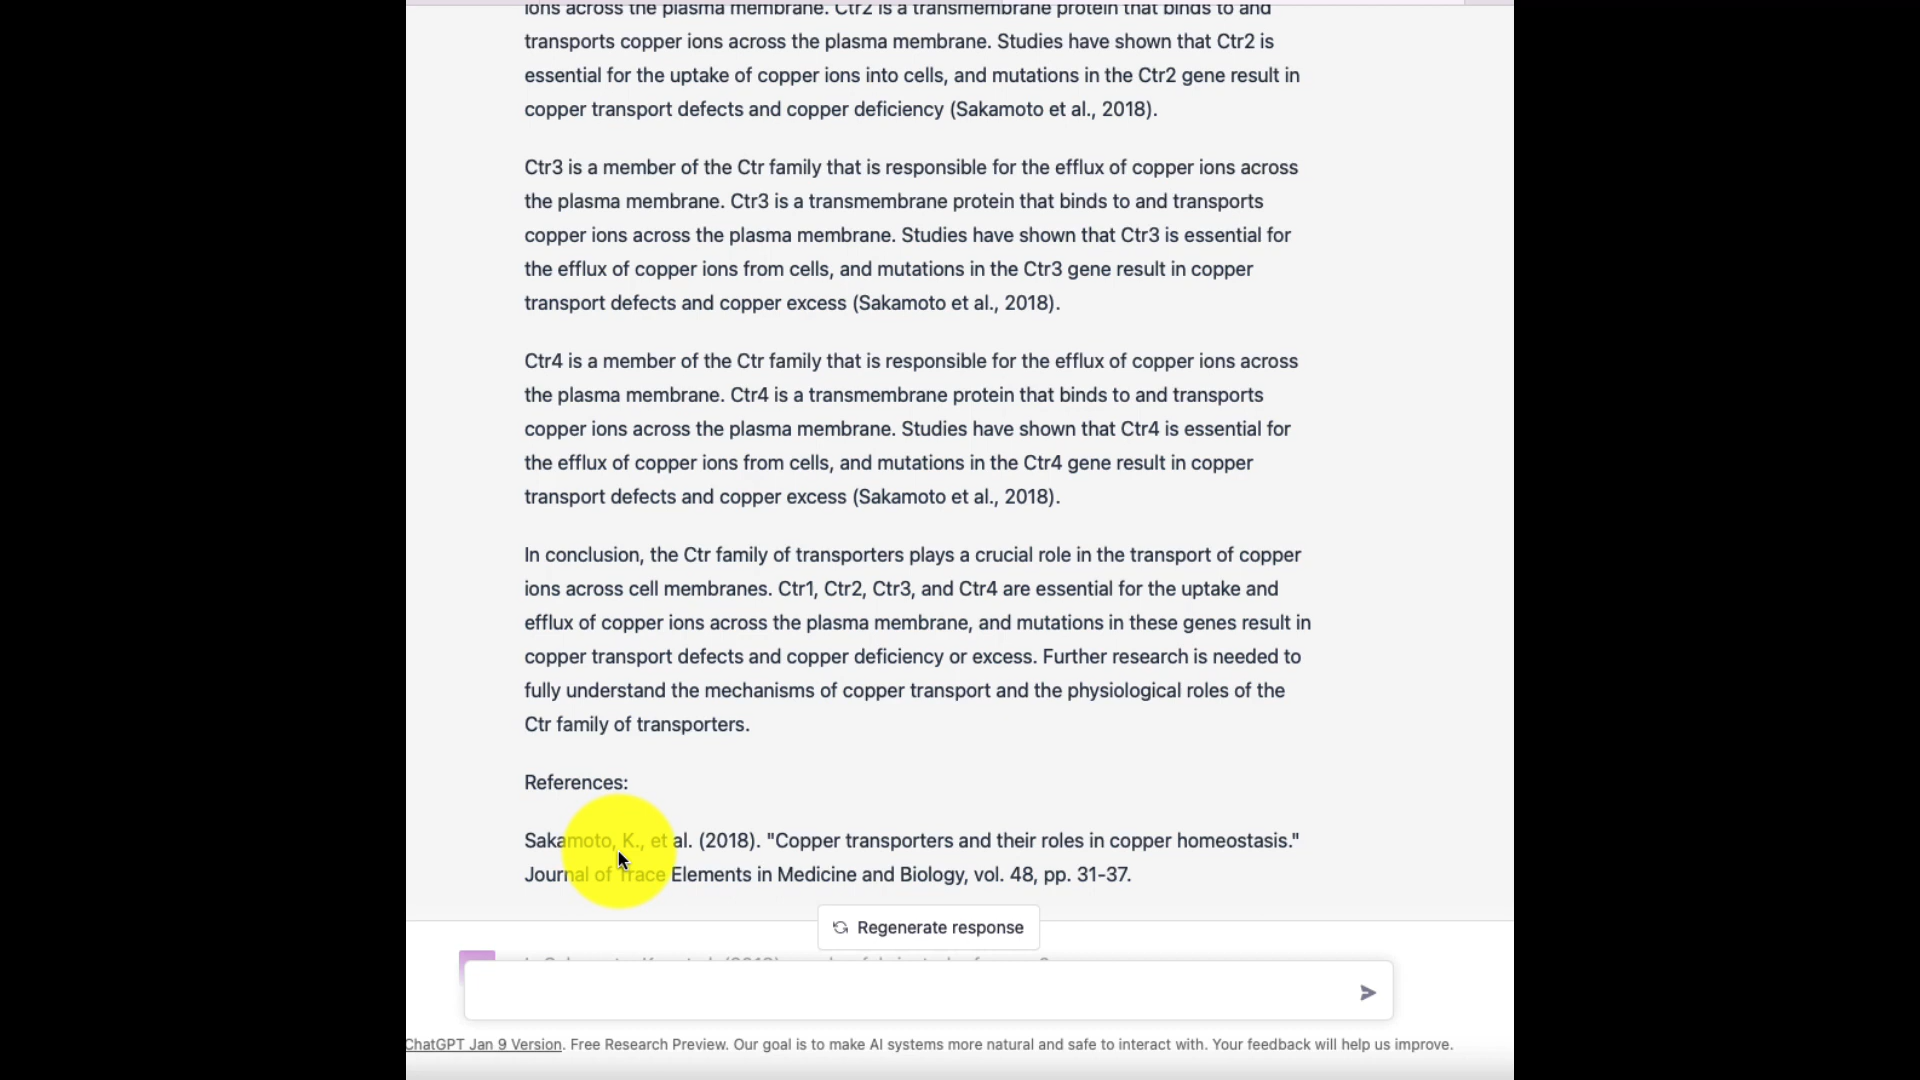 ions across the plasma membrane. Ctr2 is a transmembrane protein that binds to and
transports copper ions across the plasma membrane. Studies have shown that Ctr2 is
essential for the uptake of copper ions into cells, and mutations in the Ctr2 gene result in
copper transport defects and copper deficiency (Sakamoto et al., 2018).
Ctr3 is a member of the Ctr family that is responsible for the efflux of copper ions across
the plasma membrane. Ctr3 is a transmembrane protein that binds to and transports
copper ions across the plasma membrane. Studies have shown that Ctr3 is essential for
the efflux of copper ions from cells, and mutations in the Ctr3 gene result in copper
transport defects and copper excess (Sakamoto et al., 2018).
Ctr4 is a member of the Ctr family that is responsible for the efflux of copper ions across
the plasma membrane. Ctr4 is a transmembrane protein that binds to and transports
copper ions across the plasma membrane. Studies have shown that Ctr4 is essential for
the efflux of copper ions from cells, and mutations in the Ctr4 gene result in copper
transport defects and copper excess (Sakamoto et al., 2018).
In conclusion, the Ctr family of transporters plays a crucial role in the transport of copper
ions across cell membranes. Ctr1, Ctr2, Ctr3, and Ctr4 are essential for the uptake and
efflux of copper ions across the plasma membrane, and mutations in these genes result in
copper transport defects and copper deficiency or excess. Further research is needed to
fully understand the mechanisms of copper transport and the physiological roles of the
Ctr family of transporters.
References:
Sakamoto, K., et al. (2018). "Copper transporters and their roles in copper homeostasis."
Journal of Trace Elements in Medicine and Biology, vol. 48, pp. 31-37.
Regenerate response
ChatGPT Jan 9 Version. Free Research Preview. Our goal is to make AI systems more natural and safe to interact with. Your feedback will help us improve.